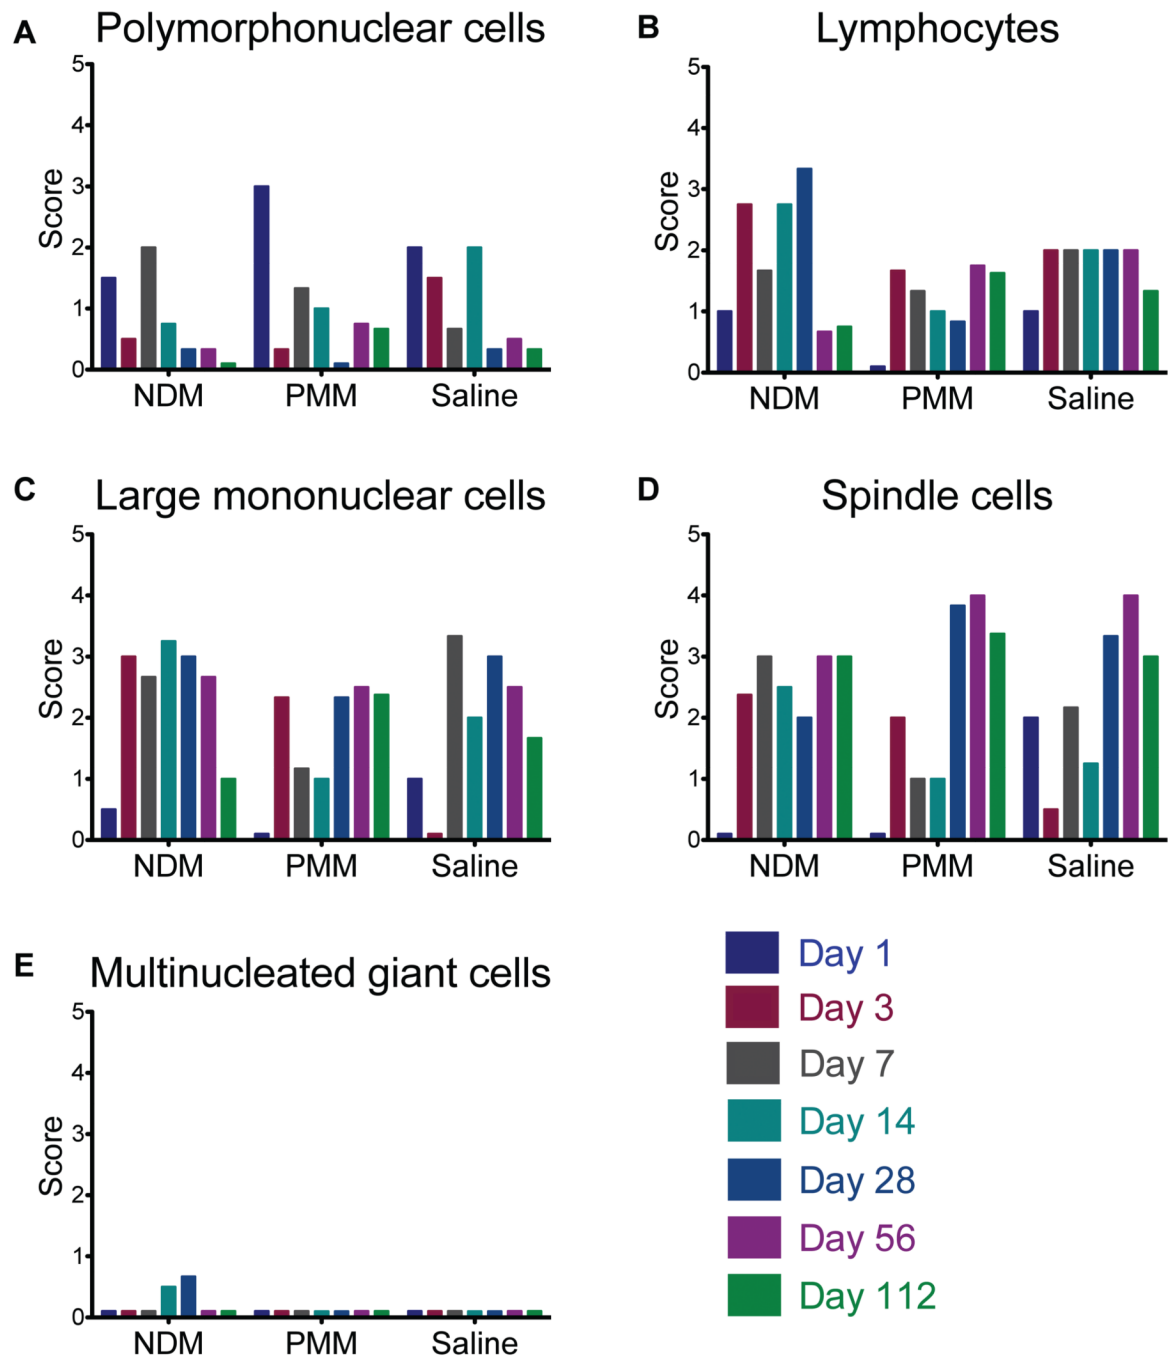 A Polymorphonuclear cells
5
4
3
2
1
0
Score
NDM PMM Saline
B Lymphocytes
5
4
3
2
1
0
Score
NDM PMM Saline
C Large mononuclear cells
5
4
3
2
1
0
Score
NDM PMM Saline
D Spindle cells
5
4
3
2
1
0
Score
NDM PMM Saline
E Multinucleated giant cells
5
4
3
2
1
0
Score
NDM PMM Saline
Day 1
Day 3
Day 7
Day 14
Day 28
Day 56
Day 112